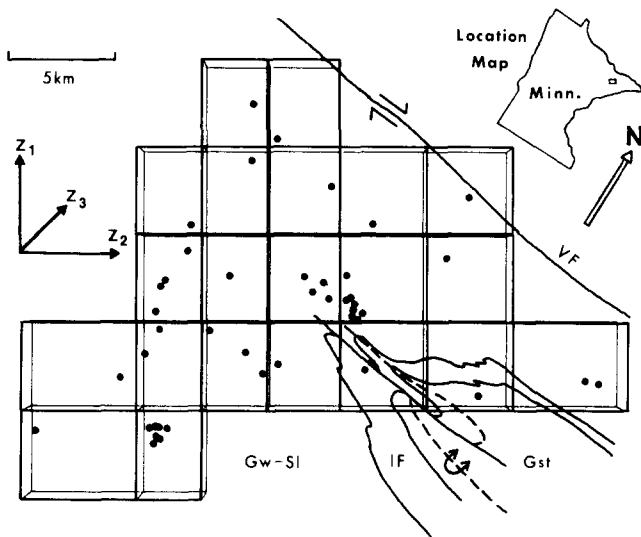 Location
Map
Minn.
5km
N
Z1
Z3
Z2
VF
Gw-Sl
IF
Gst